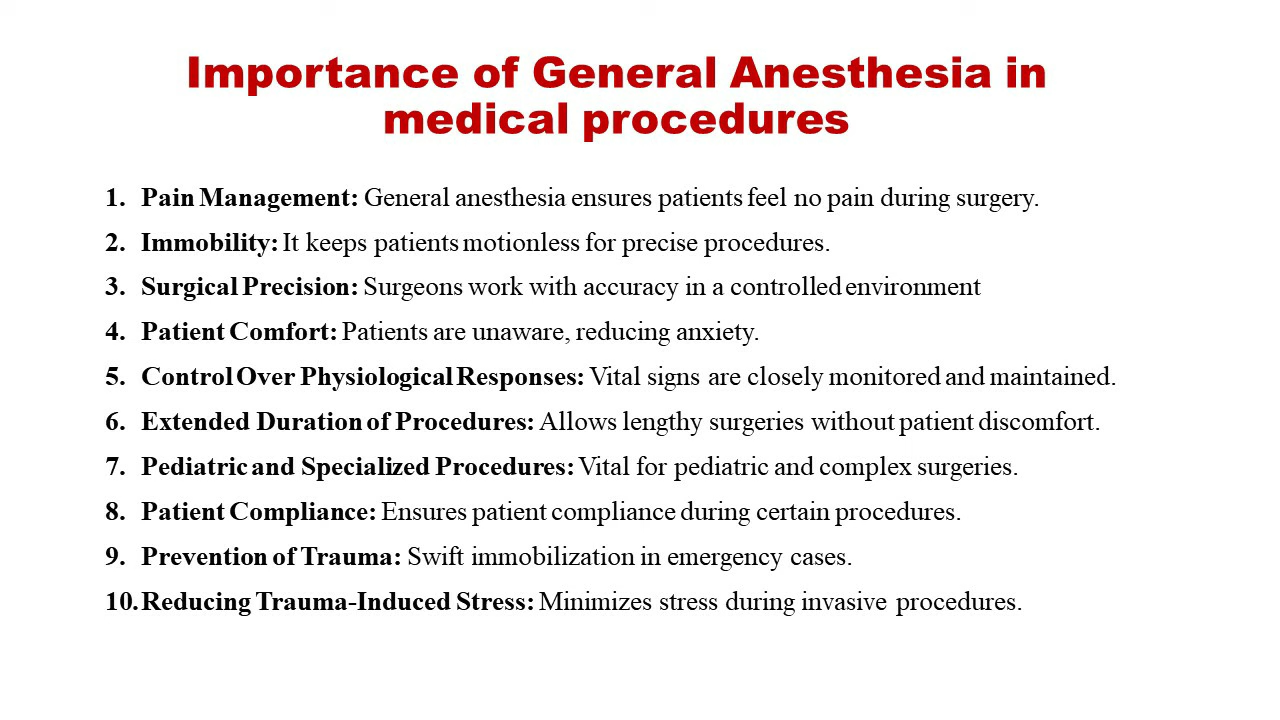 Importance of General Anesthesia in
medical procedures
1. Pain Management: General anesthesia ensures patients feel no pain during surgery.
2. Immobility: It keeps patients motionless for precise procedures.
3. Surgical Precision: Surgeons work with accuracy in a controlled environment
4. Patient Comfort: Patients are unaware, reducing anxiety.
5. Control Over Physiological Responses: Vital signs are closely monitored and maintained.
6. Extended Duration of Procedures: Allows lengthy surgeries without patient discomfort.
7. Pediatric and Specialized Procedures: Vital for pediatric and complex surgeries.
8. Patient Compliance: Ensures patient compliance during certain procedures.
9. Prevention of Trauma: Swift immobilization in emergency cases.
10. Reducing Trauma-Induced Stress: Minimizes stress during invasive procedures.